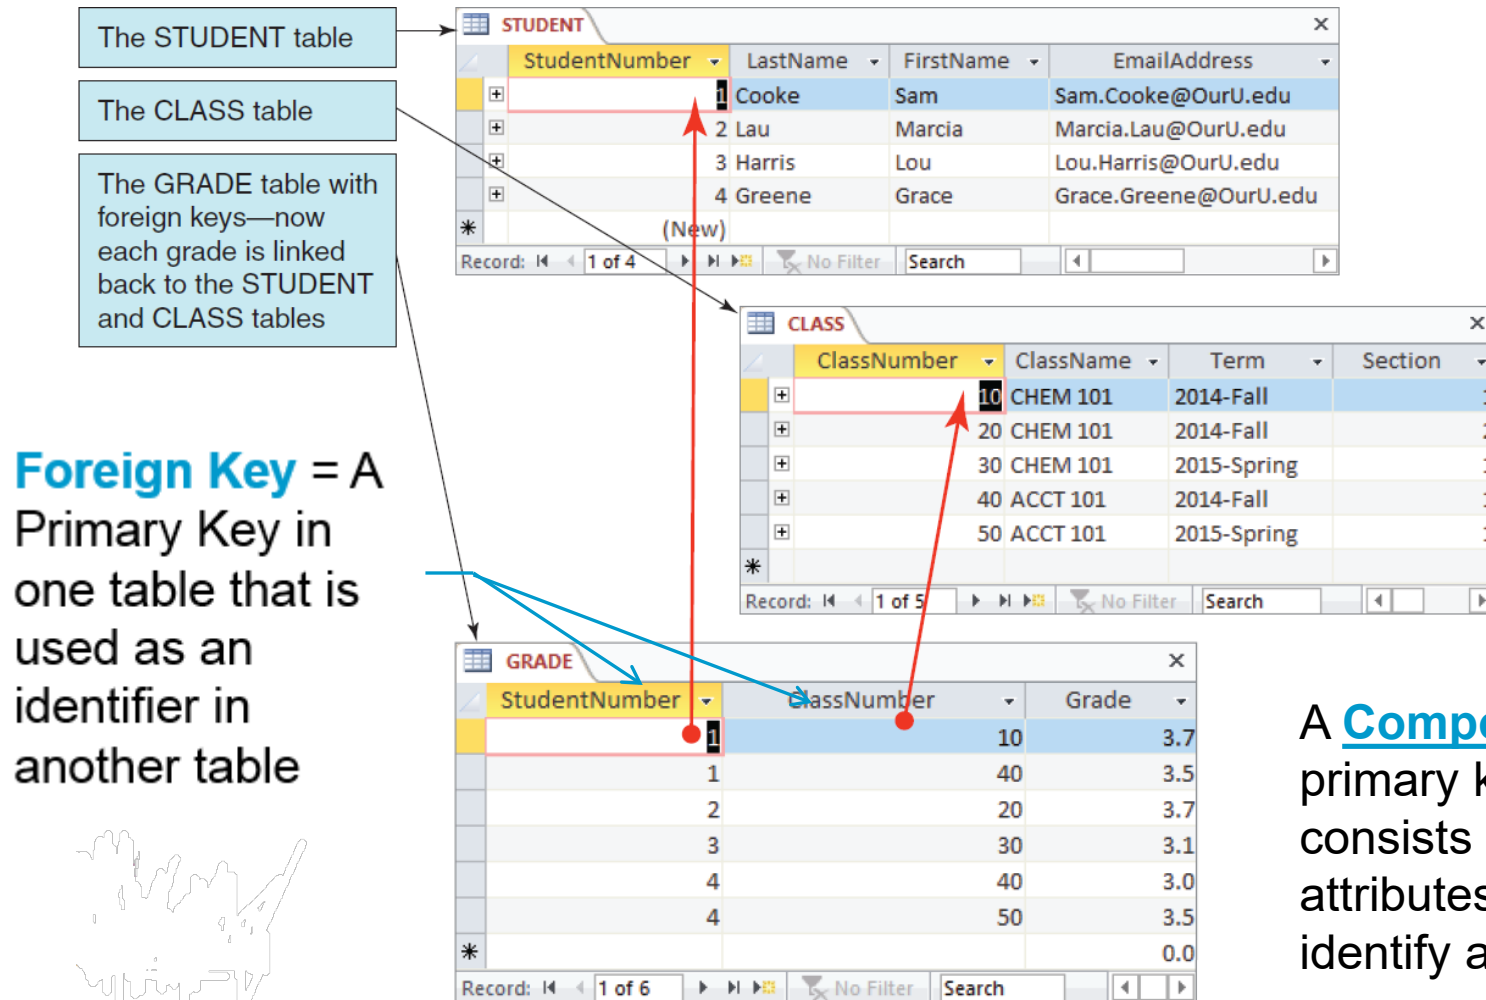 The STUDENT table
The CLASS table
The GRADE table with
foreign keys—now
each grade is linked
back to the STUDENT
and CLASS tables
STUDENT
StudentNumber LastName FirstName EmailAddress
1 Cooke Sam Sam.Cooke@OurU.edu
2 Lau Marcia Marcia.Lau@OurU.edu
3 Harris Lou Lou.Harris@OurU.edu
4 Greene Grace Grace.Greene@OurU.edu
(New)
Record: 1 of 4 No Filter Search
CLASS
ClassNumber ClassName Term Section
10 CHEM 101 2014-Fall
20 CHEM 101 2014-Fall
30 CHEM 101 2015-Spring
40 ACCT 101 2014-Fall
50 ACCT 101 2015-Spring
Record: 1 of 5 No Filter Search
Foreign Key = A
Primary Key in
one table that is
used as an
identifier in
another table
GRADE
StudentNumber ClassNumber Grade
1 10 3.7
1 40 3.5
2 20 3.7
3 30 3.1
4 40 3.0
4 50 3.5
0.0
Record: 1 of 6 No Filter Search
A
primary
consists
attributes
identify